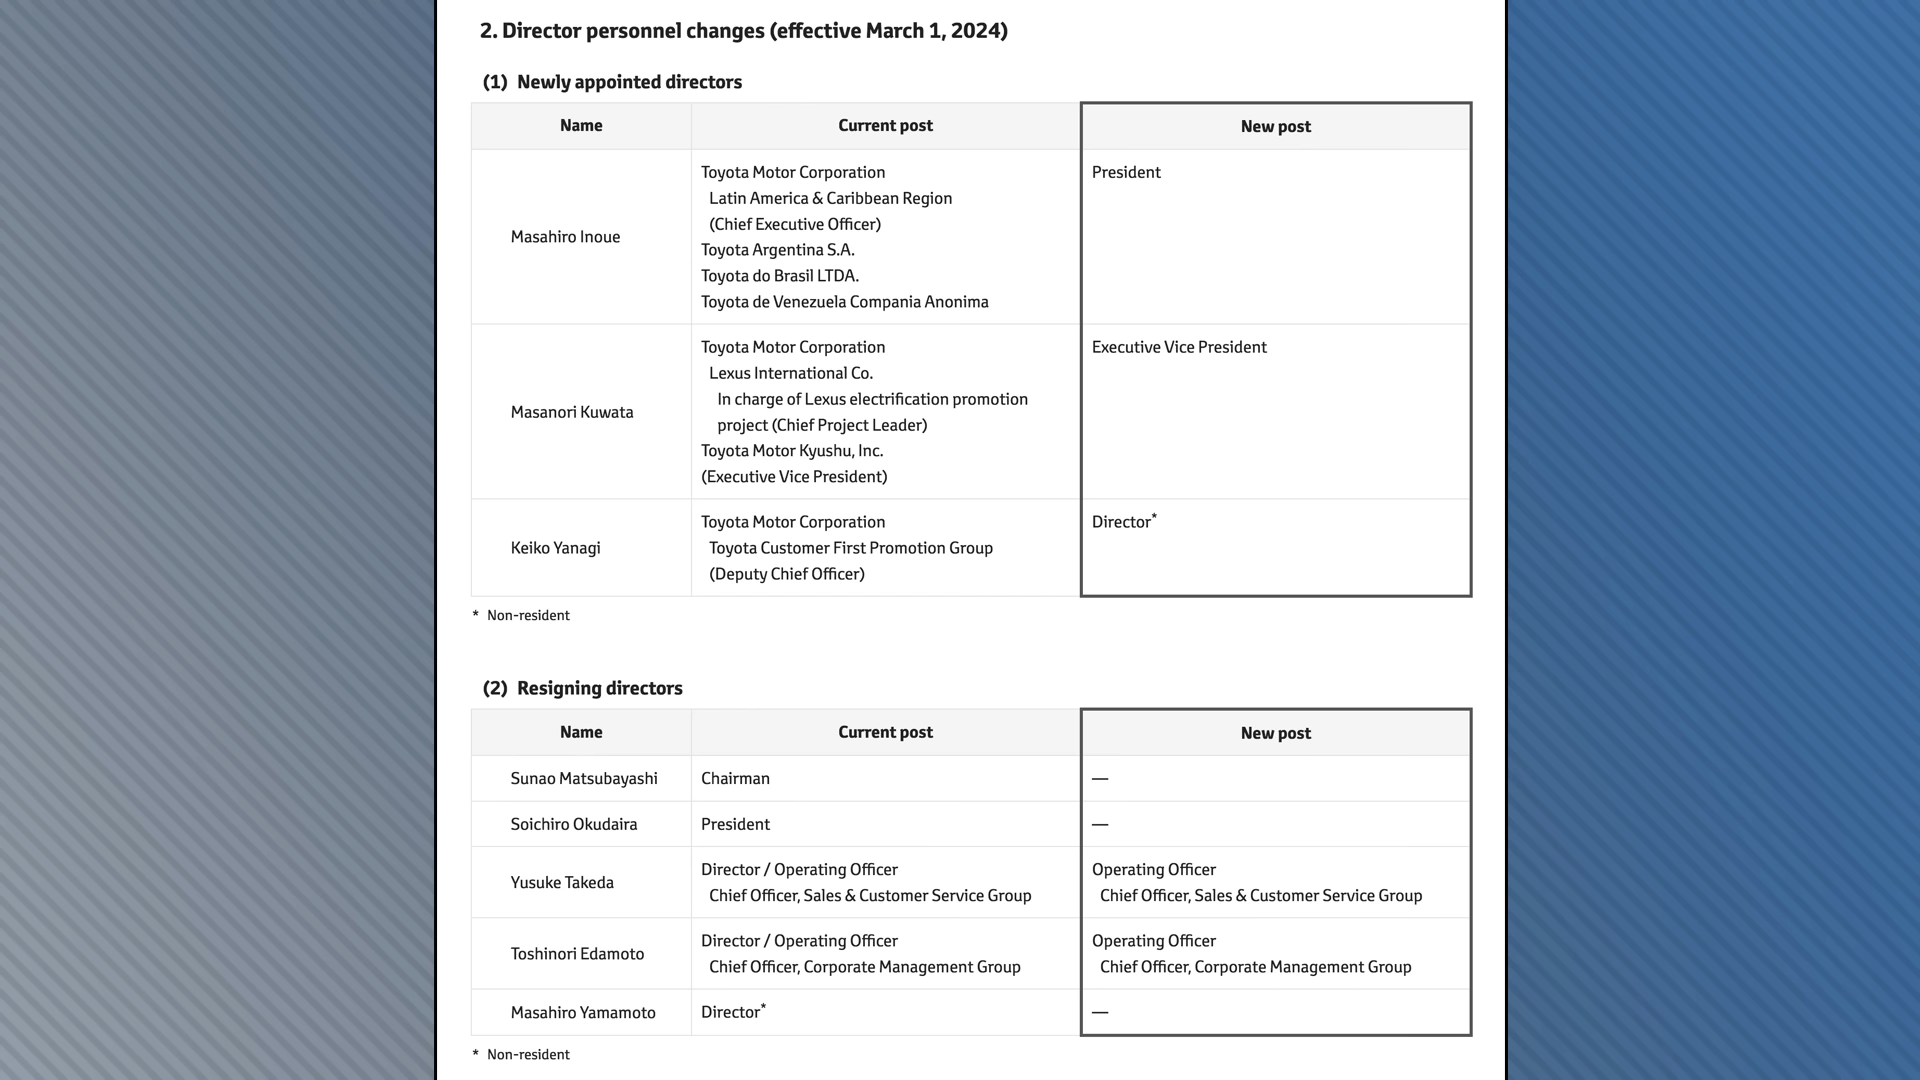 2. Director personnel changes (effective March 1, 2024)
(1) Newly appointed directors
Name
Current post
New post
Masahiro Inoue
Toyota Motor Corporation
Latin America & Caribbean Region
(Chief Executive Officer)
Toyota Argentina S.A.
Toyota do Brasil LTDA.
Toyota de Venezuela Compania Anonima
President
Masanori Kuwata
Toyota Motor Corporation
Lexus International Co.
In charge of Lexus electrification promotion
project (Chief Project Leader)
Toyota Motor Kyushu, Inc.
(Executive Vice President)
Executive Vice President
Keiko Yanagi
Toyota Motor Corporation
Toyota Customer First Promotion Group
(Deputy Chief Officer)
Director*
* Non-resident
(2) Resigning directors
Name
Current post
New post
Sunao Matsubayashi
Chairman
—
Soichiro Okudaira
President
—
Yusuke Takeda
Director / Operating Officer
Chief Officer, Sales & Customer Service Group
Operating Officer
Chief Officer, Sales & Customer Service Group
Toshinori Edamoto
Director / Operating Officer
Chief Officer, Corporate Management Group
Operating Officer
Chief Officer, Corporate Management Group
Masahiro Yamamoto
Director*
—
* Non-resident